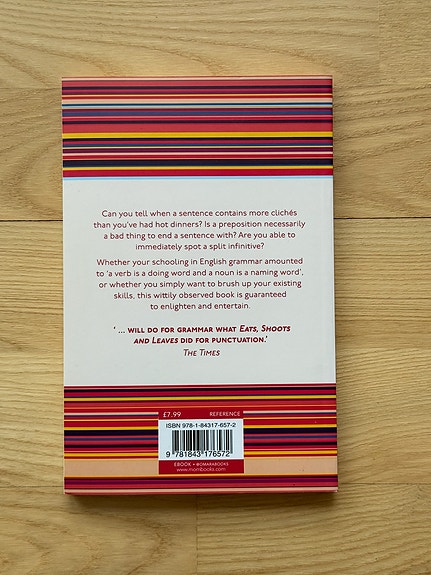 Can you tell when a sentence contains more clichés
than you've had hot dinners? Is a preposition necessarily
a bad thing to end a sentence with? Are you able to
immediately spot a split infinitive?
Whether your schooling in English grammar amounted
to 'a verb is a doing word and a noun is a naming word',
or whether you simply want to brush up your existing
skills, this wittily observed book is guaranteed
to enlighten and entertain.
' ... WILL DO FOR GRAMMAR WHAT EATS, SHOOTS
AND LEAVES DID FOR PUNCTUATION.'
THE TIMES
£7.99 REFERENCE
ISBN 978-1-84317-657-2
9 781843 176572
EBOOK • @OMARABOOKS
www.mombooks.com